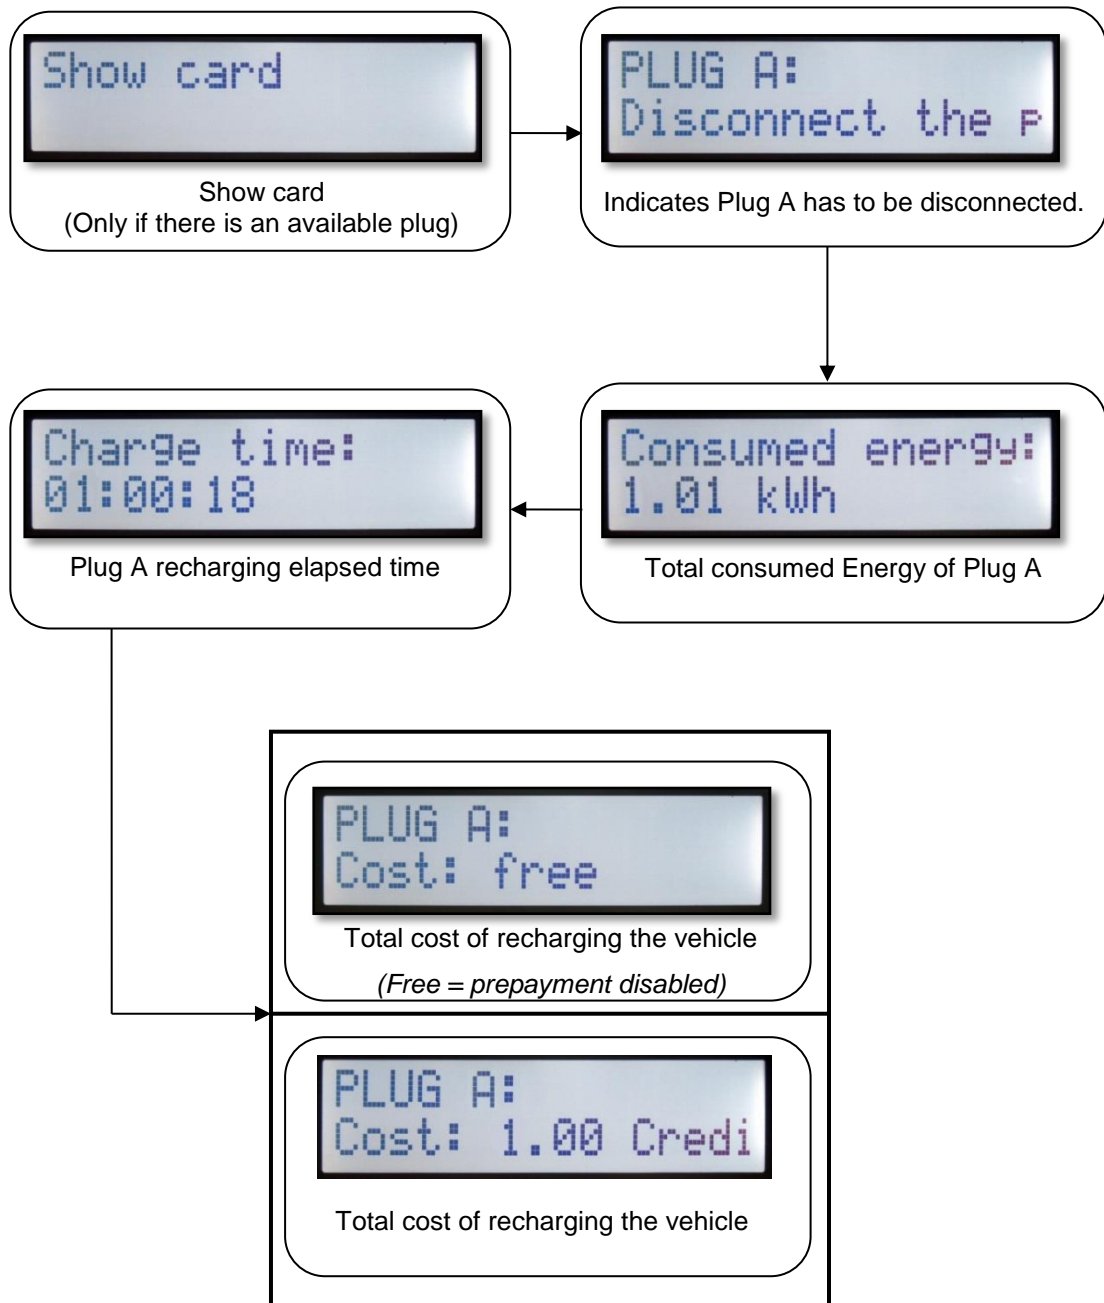 Show card
Show card
(Only if there is an available plug)
PLUG A:
Disconnect the P
Indicates Plug A has to be disconnected.
Consumed energy:
1.01 kWh
Total consumed Energy of Plug A
Charge time:
01:00:18
Plug A recharging elapsed time
PLUG A:
Cost: free
Total cost of recharging the vehicle
(Free = prepayment disabled)
PLUG A:
Cost: 1.00 Credi
Total cost of recharging the vehicle